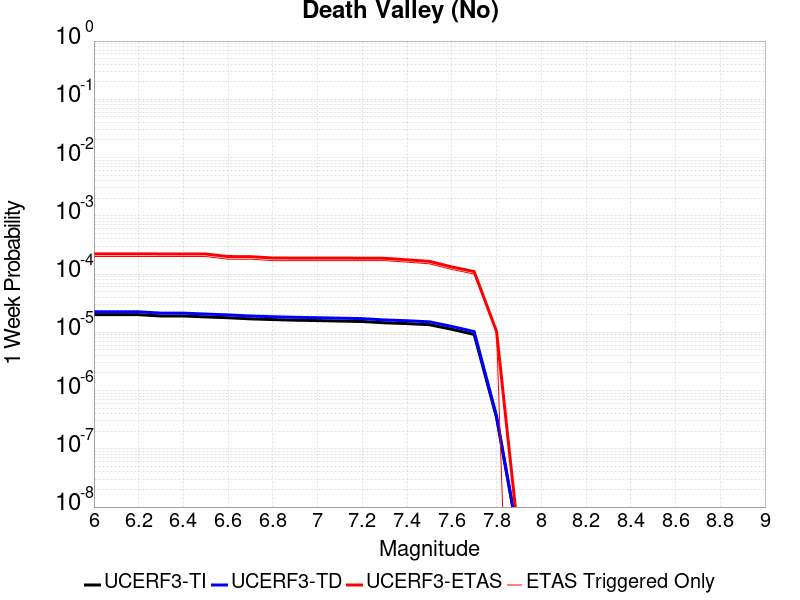 Death Valley (No)
1 Week Probability
10^0
10^-1
10^-2
10^-3
10^-4
10^-5
10^-6
10^-7
10^-8
6 6.2 6.4 6.6 6.8 7 7.2 7.4 7.6 7.8 8 8.2 8.4 8.6 8.8 9
Magnitude
UCERF3-TI UCERF3-TD UCERF3-ETAS ETAS Triggered Only